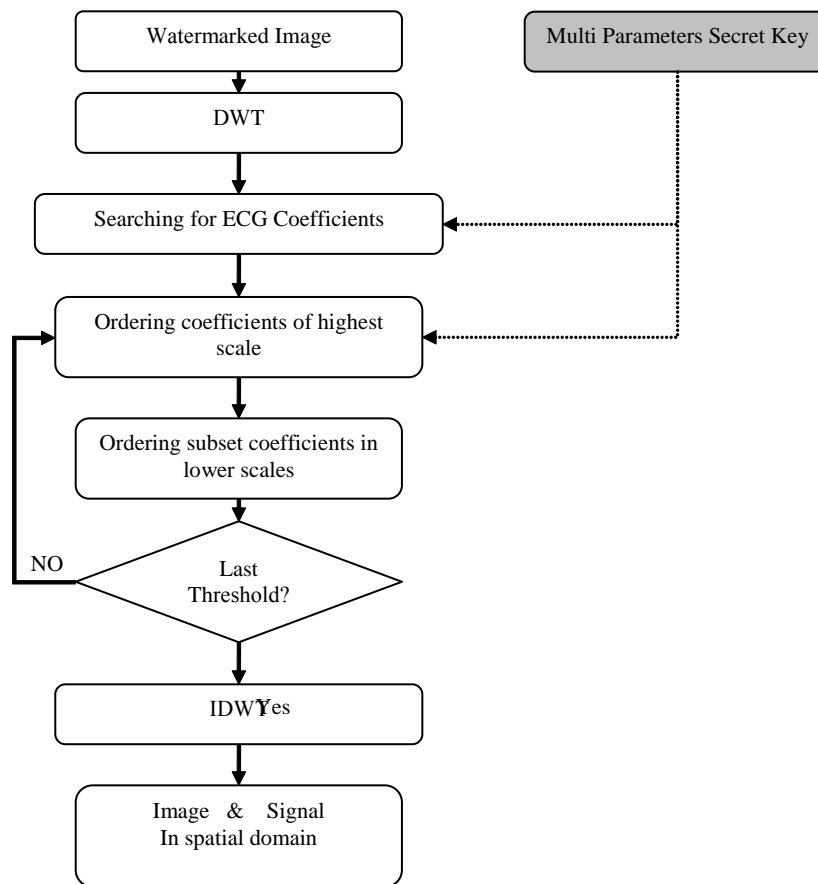 Watermarked Image
Multi Parameters Secret Key
DWT
Searching for ECG Coefficients
Ordering coefficients of highest
scale
Ordering subset coefficients in
lower scales
NO
Last
Threshold?
IDWT
Yes
Image & Signal
In spatial domain